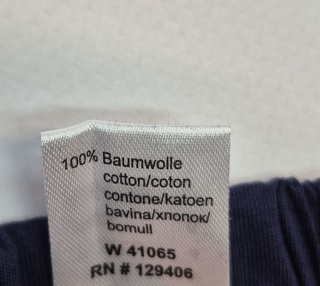 100% Baumwolle
cotton/coton
contone/katoen
bavina/хлопок/
bomull
W 41065
RN # 129406